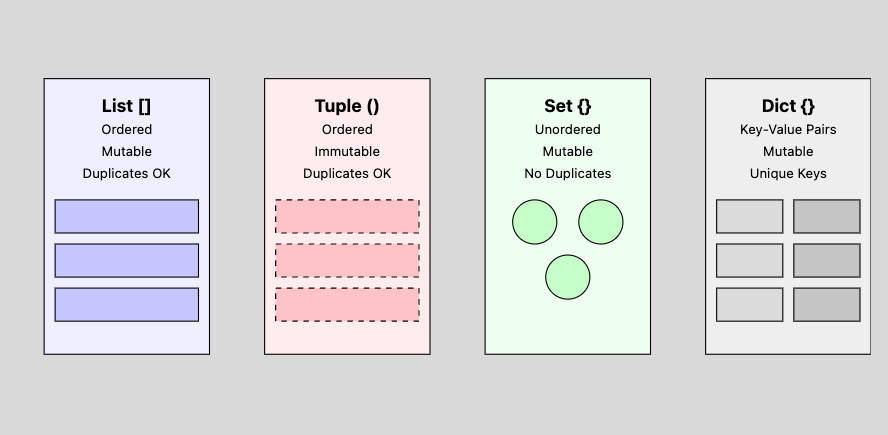 List []
Ordered
Mutable
Duplicates OK
Tuple ()
Ordered
Immutable
Duplicates OK
Set {}
Unordered
Mutable
No Duplicates
Dict {}
Key-Value Pairs
Mutable
Unique Keys